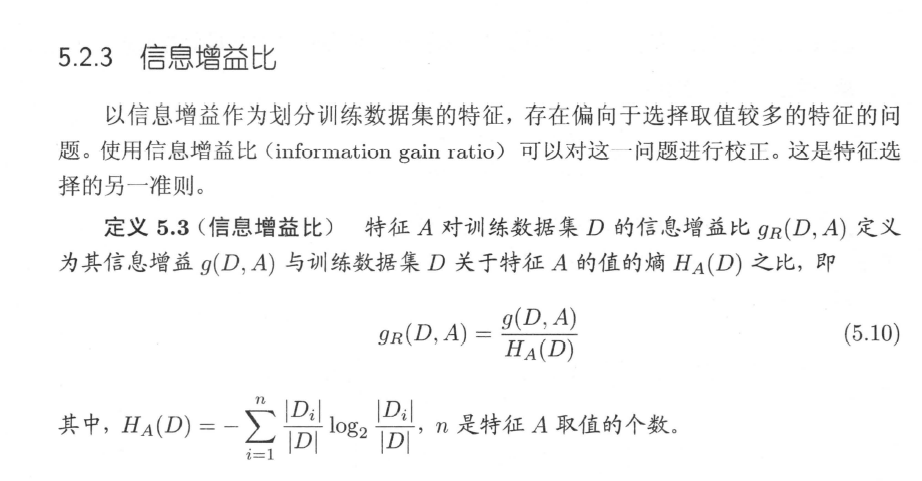 5.2.3 信息增益比
以信息增益作为划分训练数据集的特征，存在偏向于选择取值较多的特征的问
题。使用信息增益比（information gain ratio）可以对这一问题进行校正。这是特征选
择的另一准则。
定义 5.3（信息增益比） 特征 A 对训练数据集 D 的信息增益比 g_R(D, A) 定义
为其信息增益 g(D, A) 与训练数据集 D 关于特征 A 的值的熵 H_A(D) 之比，即
g_R(D, A) = \frac{g(D, A)}{H_A(D)} (5.10)
其中，H_A(D) = -\sum_{i=1}^{n} \frac{|D_i|}{|D|} \log_2 \frac{|D_i|}{|D|}，n 是特征 A 取值的个数。